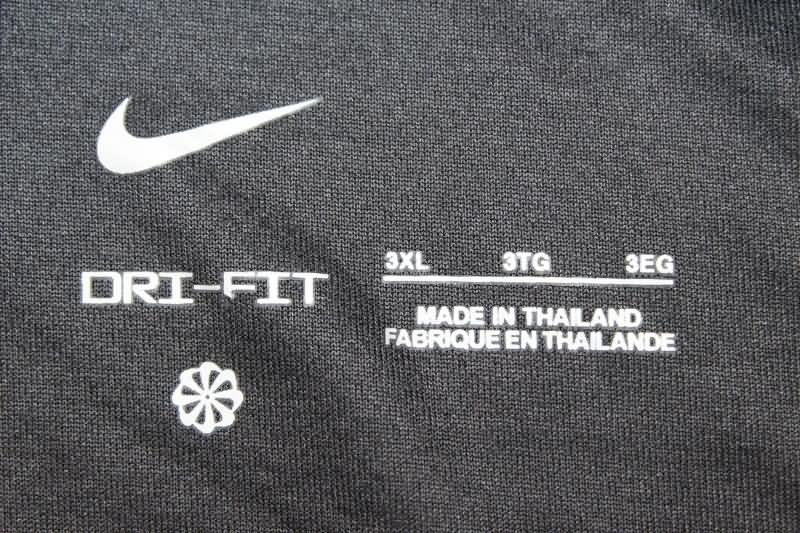 DRI-FIT
3XL 3TG 3EG
MADE IN THAILAND
FABRIQUE EN THAILANDE